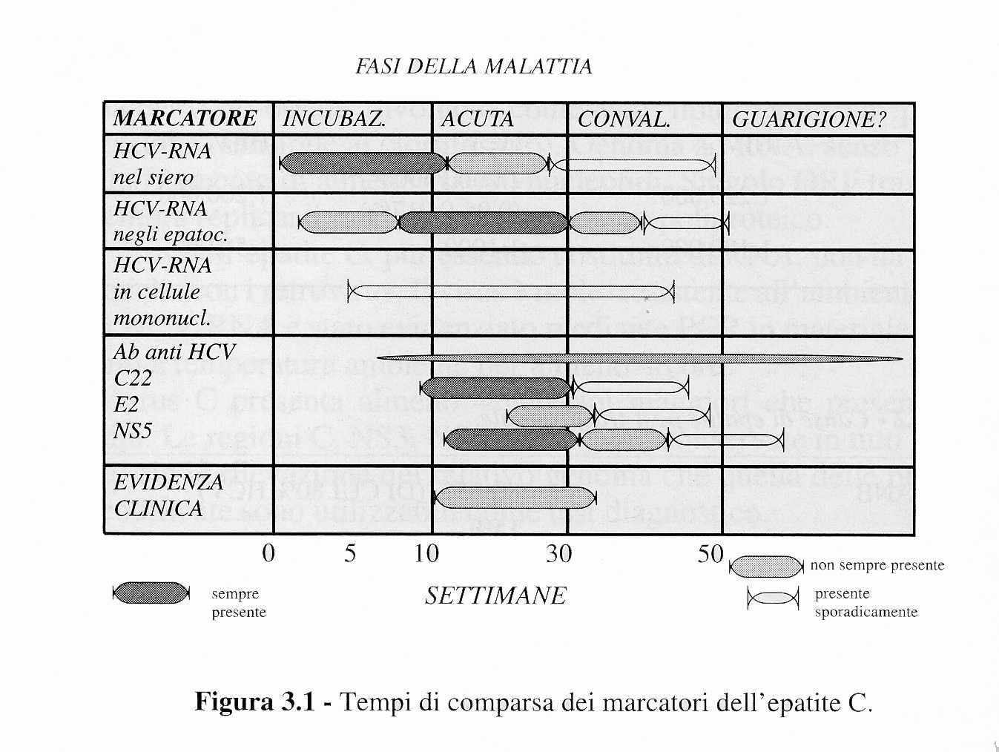 FASI DELLA MALATTIA
MARCATORE INCUBAZ. ACUTA CONVAL. GUARIGIONE?
HCV-RNA
nel siero
HCV-RNA
negli epatoc.
HCV-RNA
in cellule
mononucl.
Ab anti HCV
C22
E2
NS5
EVIDENZA
CLINICA
0 5 10 30 50
non sempre presente
sempre
presente
SETTIMANE
presente
sporadicamente
Figura 3.1 - Tempi di comparsa dei marcatori dell'epatite C.